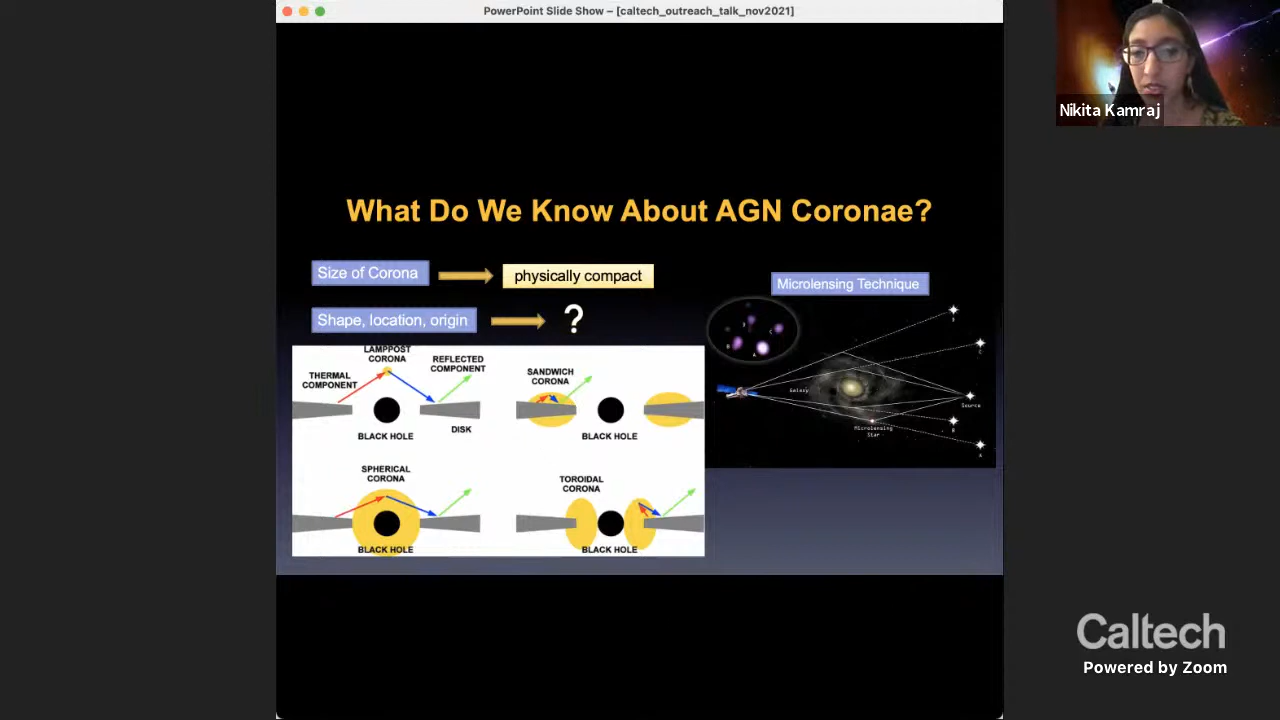 PowerPoint Slide Show – [caltech_outreach_talk_nov2021]
Nikita Kamraj
What Do We Know About AGN Coronae?
Size of Corona
physically compact
Shape, location, origin
?
Microlensing Technique
LAMPPOST
CORONA
THERMAL
COMPONENT
REFLECTED
COMPONENT
BLACK HOLE
DISK
SANDWICH
CORONA
BLACK HOLE
SPHERICAL
CORONA
BLACK HOLE
TOROIDAL
CORONA
BLACK HOLE
Galaxy
Source
Microlensing
Star
Caltech
Powered by Zoom